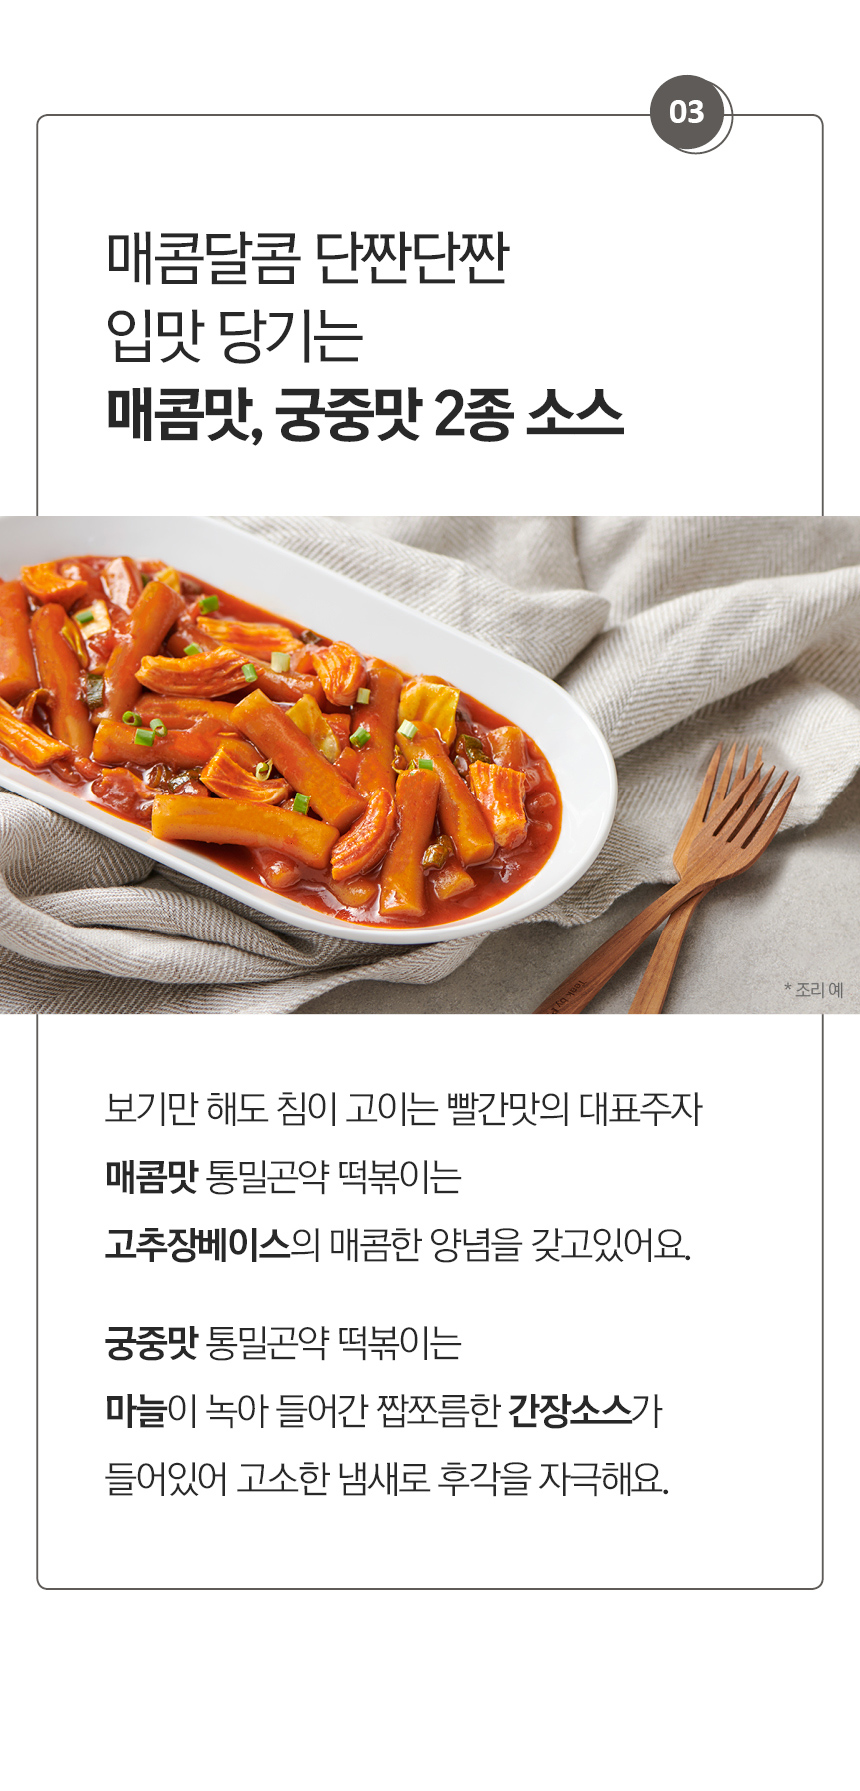 03
매콤달콤 단짠단짠
입맛 당기는
매콤맛, 궁중맛 2종 소스
* 조리 예
보기만 해도 침이 고이는 빨간맛의 대표주자
매콤맛 통밀곤약 떡볶이는
고추장베이스의 매콤한 양념을 갖고있어요.
궁중맛 통밀곤약 떡볶이는
마늘이 녹아 들어간 짭쪼름한 간장소스가
들어있어 고소한 냄새로 후각을 자극해요.